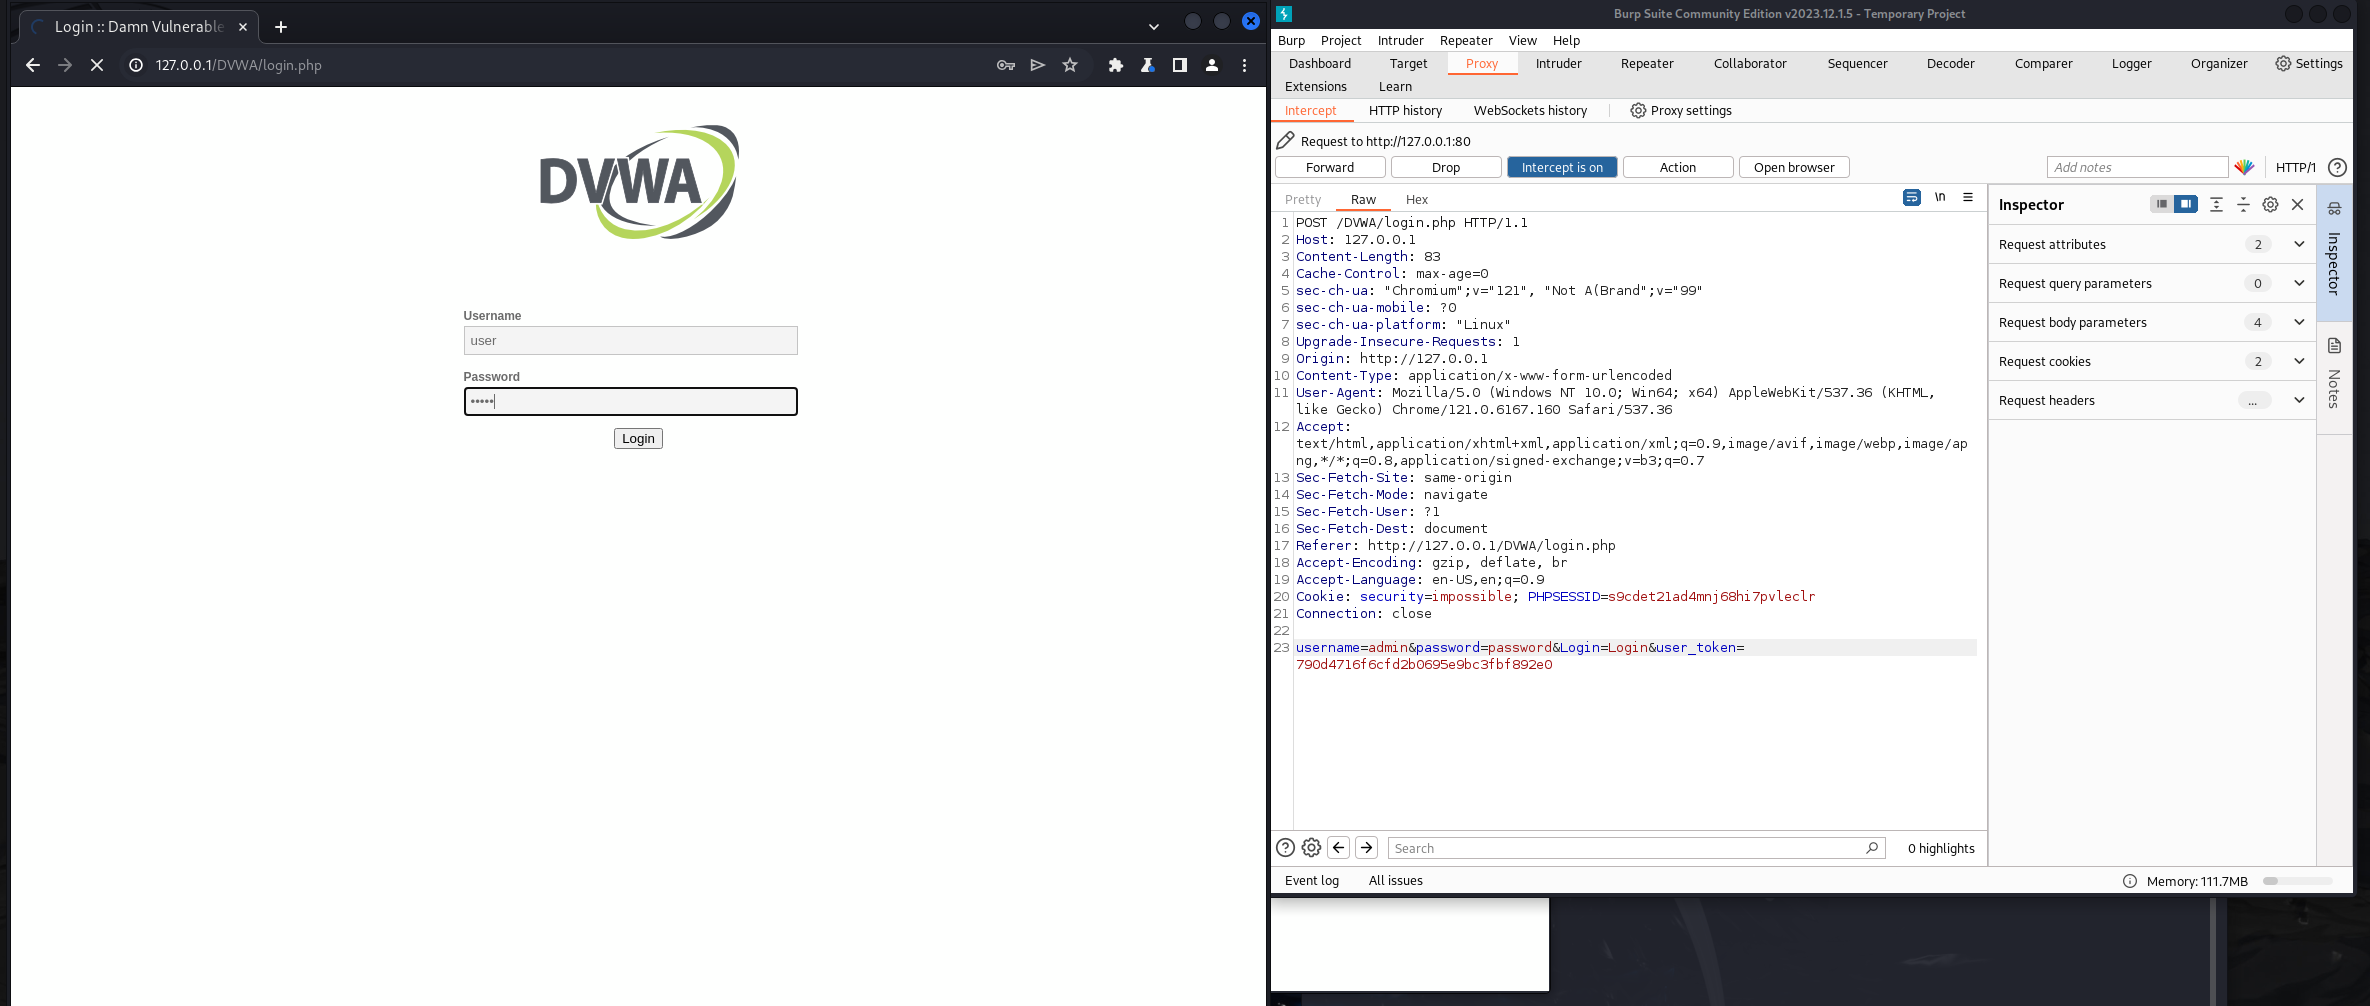 Login :: Damn Vulnerable
127.0.0.1/DVWA/login.php
DVWA
Username
user
Password
•••••
Login
Burp Suite Community Edition v2023.12.1.5 - Temporary Project
Burp Project Intruder Repeater View Help
Dashboard Target Proxy Intruder Repeater Collaborator Sequencer Decoder Comparer Logger Organizer Settings
Extensions Learn
Intercept HTTP history WebSockets history Proxy settings
Request to http://127.0.0.1:80
Forward Drop Intercept is on Action Open browser Add notes HTTP/1 ?
Pretty Raw Hex \n
1 POST /DVWA/login.php HTTP/1.1
2 Host: 127.0.0.1
3 Content-Length: 83
4 Cache-Control: max-age=0
5 sec-ch-ua: "Chromium";v="121", "Not A(Brand";v="99"
6 sec-ch-ua-mobile: ?0
7 sec-ch-ua-platform: "Linux"
8 Upgrade-Insecure-Requests: 1
9 Origin: http://127.0.0.1
10 Content-Type: application/x-www-form-urlencoded
11 User-Agent: Mozilla/5.0 (Windows NT 10.0; Win64; x64) AppleWebKit/537.36 (KHTML,
like Gecko) Chrome/121.0.6167.160 Safari/537.36
12 Accept:
text/html,application/xhtml+xml,application/xml;q=0.9,image/avif,image/webp,image/ap
ng,*/*;q=0.8,application/signed-exchange;v=b3;q=0.7
13 Sec-Fetch-Site: same-origin
14 Sec-Fetch-Mode: navigate
15 Sec-Fetch-User: ?1
16 Sec-Fetch-Dest: document
17 Referer: http://127.0.0.1/DVWA/login.php
18 Accept-Encoding: gzip, deflate, br
19 Accept-Language: en-US,en;q=0.9
20 Cookie: security=impossible; PHPSESSID=s9cdet21ad4mnj68hi7pvleclr
21 Connection: close
22
23 username=admin&password=password&Login=Login&user_token=
790d4716f6cfd2b0695e9bc3fbf892e0
Inspector
Request attributes 2
Request query parameters 0
Request body parameters 4
Request cookies 2
Request headers ...
Inspector
Notes
? Search 0 highlights
Event log All issues Memory: 111.7MB